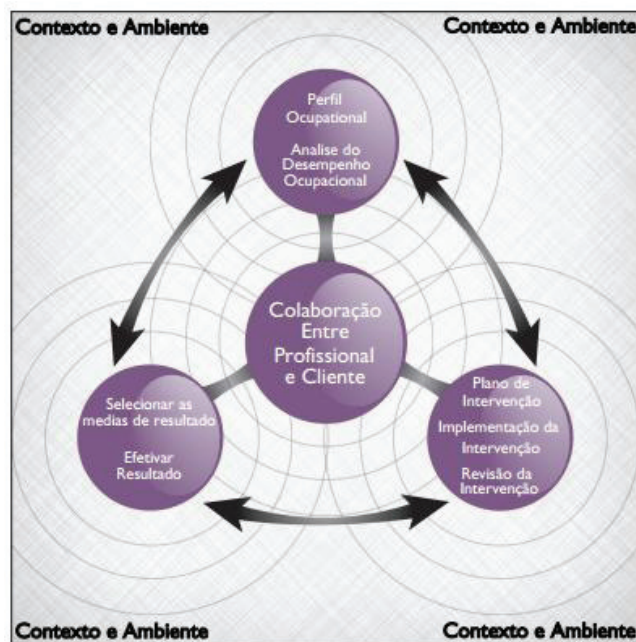 Contexto e Ambiente
Contexto e Ambiente
Perfil
Ocupational
Analise do
Desempenho
Ocupacional
Colaboração
Entre
Profissional
e Cliente
Selecionar as
medias de resultado
Efetivar
Resultado
Plano de
Intervenção
Implementação da
Intervenção
Revisão da
Intervenção
Contexto e Ambiente
Contexto e Ambiente